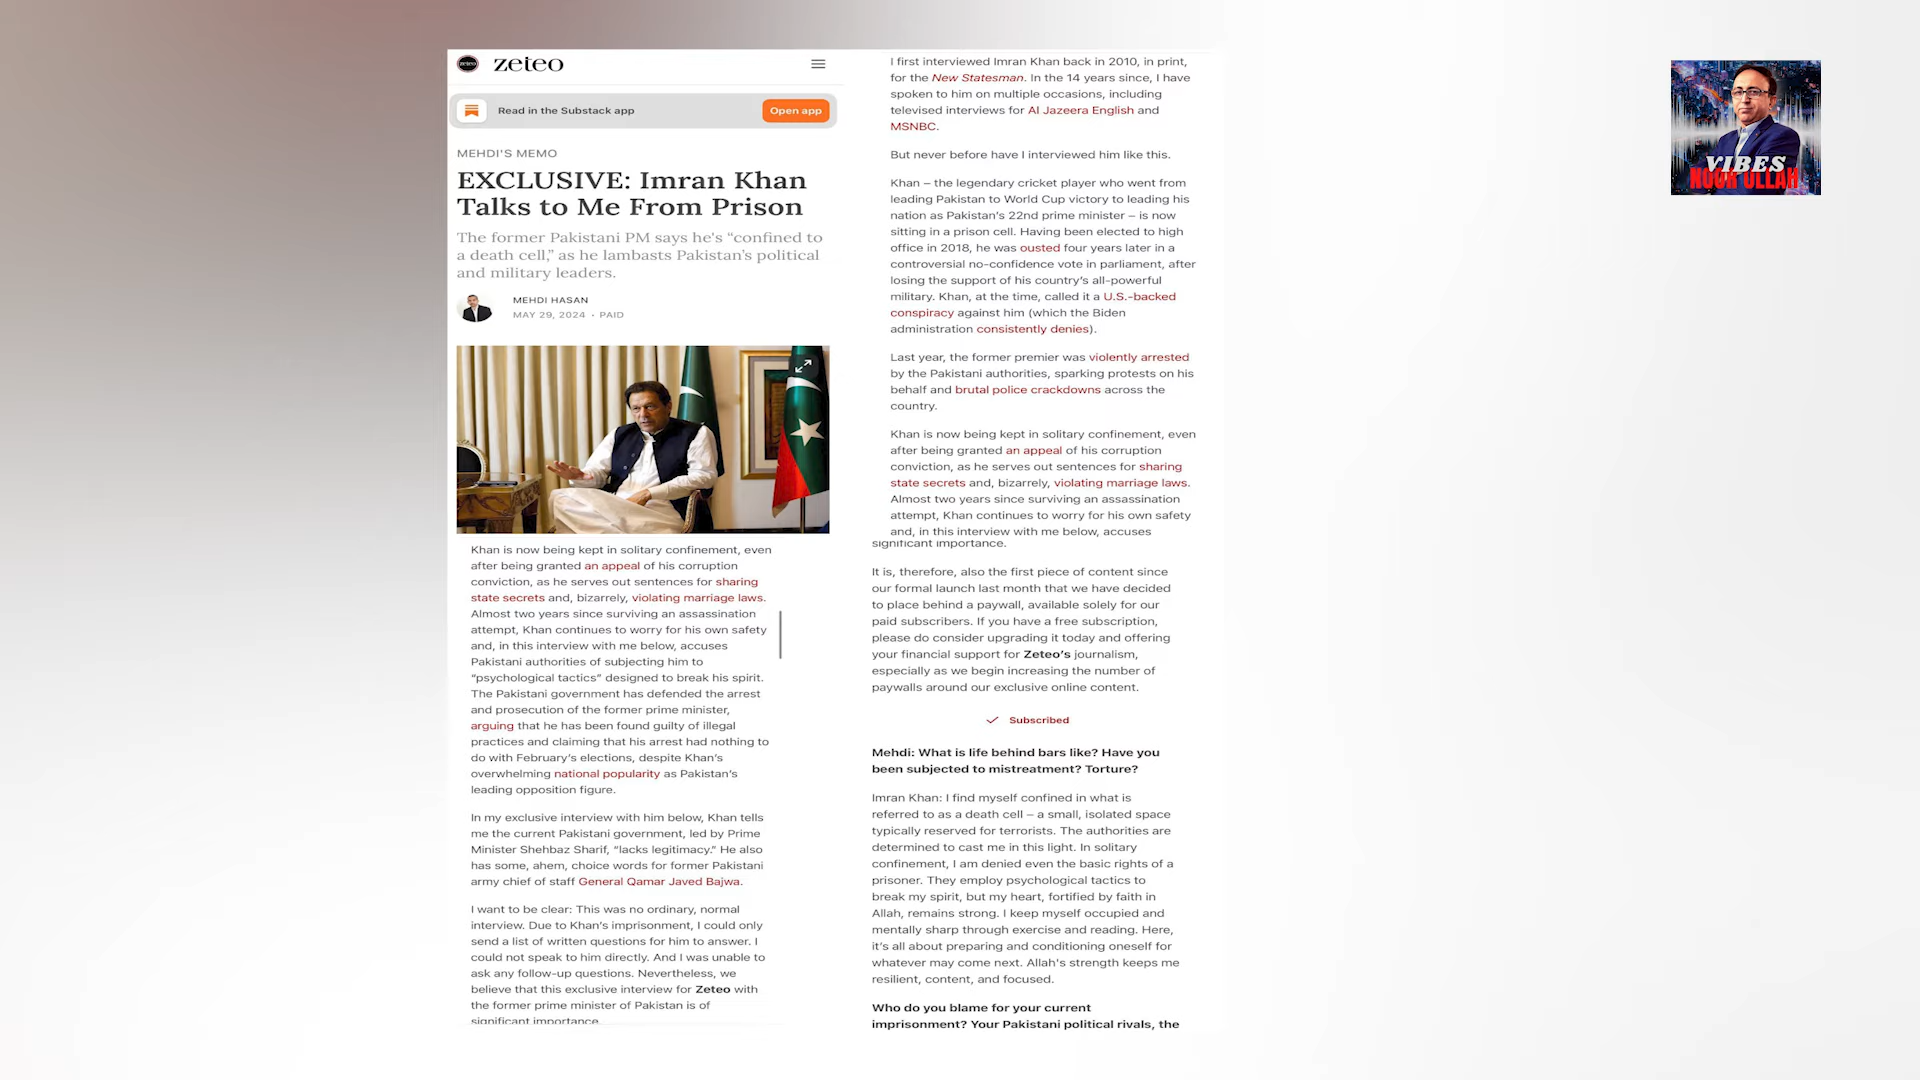 zeteo
zeteo
Read in the Substack app
Open app
MEHDI'S MEMO
EXCLUSIVE: Imran Khan
Talks to Me From Prison
The former Pakistani PM says he's “confined to
a death cell,” as he lambasts Pakistan’s political
and military leaders.
MEHDI HASAN
MAY 29, 2024 • PAID
Khan is now being kept in solitary confinement, even
after being granted an appeal of his corruption
conviction, as he serves out sentences for sharing
state secrets and, bizarrely, violating marriage laws.
Almost two years since surviving an assassination
attempt, Khan continues to worry for his own safety
and, in this interview with me below, accuses
Pakistani authorities of subjecting him to
“psychological tactics” designed to break his spirit.
The Pakistani government has defended the arrest
and prosecution of the former prime minister,
arguing that he has been found guilty of illegal
practices and claiming that his arrest had nothing to
do with February’s elections, despite Khan’s
overwhelming national popularity as Pakistan’s
leading opposition figure.
In my exclusive interview with him below, Khan tells
me the current Pakistani government, led by Prime
Minister Shehbaz Sharif, “lacks legitimacy.” He also
has some, ahem, choice words for former Pakistani
army chief of staff General Qamar Javed Bajwa.
I want to be clear: This was no ordinary, normal
interview. Due to Khan’s imprisonment, I could only
send a list of written questions for him to answer. I
could not speak to him directly. And I was unable to
ask any follow-up questions. Nevertheless, we
believe that this exclusive interview for Zeteo with
the former prime minister of Pakistan is of
significant importance.
I first interviewed Imran Khan back in 2010, in print,
for the New Statesman. In the 14 years since, I have
spoken to him on multiple occasions, including
televised interviews for Al Jazeera English and
MSNBC.
But never before have I interviewed him like this.
Khan – the legendary cricket player who went from
leading Pakistan to World Cup victory to leading his
nation as Pakistan's 22nd prime minister – is now
sitting in a prison cell. Having been elected to high
office in 2018, he was ousted four years later in a
controversial no-confidence vote in parliament, after
losing the support of his country’s all-powerful
military. Khan, at the time, called it a U.S.-backed
conspiracy against him (which the Biden
administration consistently denies).
Last year, the former premier was violently arrested
by the Pakistani authorities, sparking protests on his
behalf and brutal police crackdowns across the
country.
Khan is now being kept in solitary confinement, even
after being granted an appeal of his corruption
conviction, as he serves out sentences for sharing
state secrets and, bizarrely, violating marriage laws.
Almost two years since surviving an assassination
attempt, Khan continues to worry for his own safety
and, in this interview with me below, accuses
significant importance.
It is, therefore, also the first piece of content since
our formal launch last month that we have decided
to place behind a paywall, available solely for our
paid subscribers. If you have a free subscription,
please do consider upgrading it today and offering
your financial support for Zeteo’s journalism,
especially as we begin increasing the number of
paywalls around our exclusive online content.
Subscribed
Mehdi: What is life behind bars like? Have you
been subjected to mistreatment? Torture?
Imran Khan: I find myself confined in what is
referred to as a death cell – a small, isolated space
typically reserved for terrorists. The authorities are
determined to cast me in this light. In solitary
confinement, I am denied even the basic rights of a
prisoner. They employ psychological tactics to
break my spirit, but my heart, fortified by faith in
Allah, remains strong. I keep myself occupied and
mentally sharp through exercise and reading. Here,
it’s all about preparing and conditioning oneself for
whatever may come next. Allah's strength keeps me
resilient, content, and focused.
Who do you blame for your current
imprisonment? Your Pakistani political rivals, the
VIBES
NOOR ULLAH